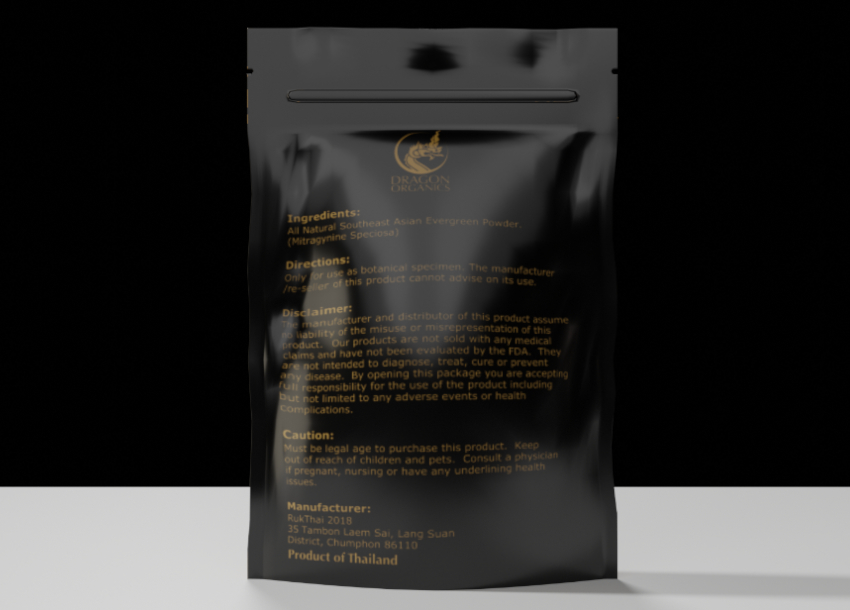 DRAGON
ORGANICS
Ingredients:
All Natural Southeast Asian Evergreen Powder.
(Mitragynine Speciosa)
Directions:
Only for use as botanical specimen. The manufacturer
/re-seller of this product cannot advise on its use.
Disclaimer:
The manufacturer and distributor of this product assume
no liability of the misuse or misrepresentation of this
product. Our products are not sold with any medical
claims and have not been evaluated by the FDA. They
are not intended to diagnose, treat, cure or prevent
any disease. By opening this package you are accepting
full responsibility for the use of the product including
but not limited to any adverse events or health
complications.
Caution:
Must be legal age to purchase this product. Keep
out of reach of children and pets. Consult a physician
if pregnant, nursing or have any underlining health
issues.
Manufacturer:
RukThai 2018
35 Tambon Laem Sai, Lang Suan
District, Chumphon 86110
Product of Thailand